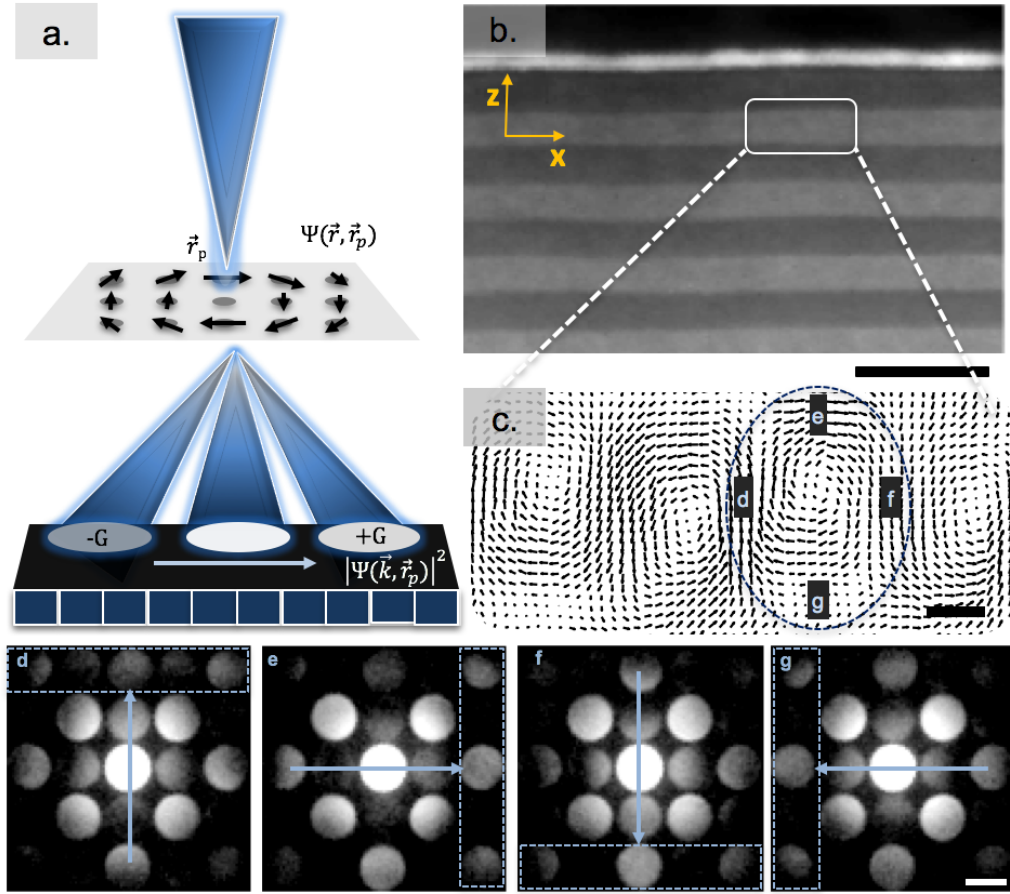 a.
r⃗ₚ
Ψ(r⃗, r⃗ₚ)
-G
+G
|Ψ(k⃗, r⃗ₚ)|²
b.
z
x
c.
e
d
f
g
d
e
f
g